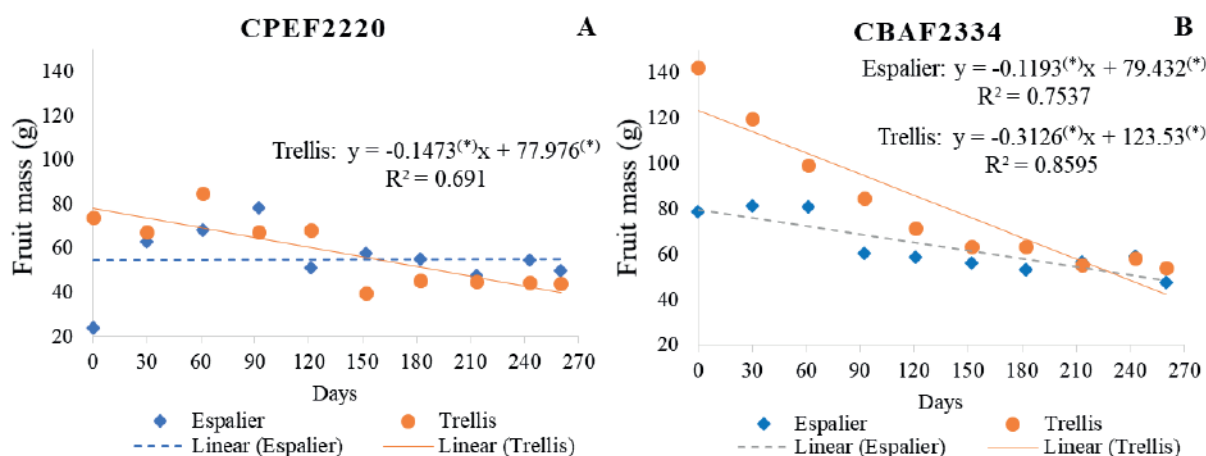 CPEF2220
A
140
120
100
80
60
40
20
Fruit mass (g)
Trellis: y = -0.1473(*)x + 77.976(*)
R² = 0.691
0 30 60 90 120 150 180 210 240 270
Days
Espalier Trellis
Linear (Espalier) Linear (Trellis)
CBAF2334
B
140
120
100
80
60
40
20
Fruit mass (g)
Espalier: y = -0.1193(*)x + 79.432(*)
R² = 0.7537
Trellis: y = -0.3126(*)x + 123.53(*)
R² = 0.8595
0 30 60 90 120 150 180 210 240 270
Days
Espalier Trellis
Linear (Espalier) Linear (Trellis)